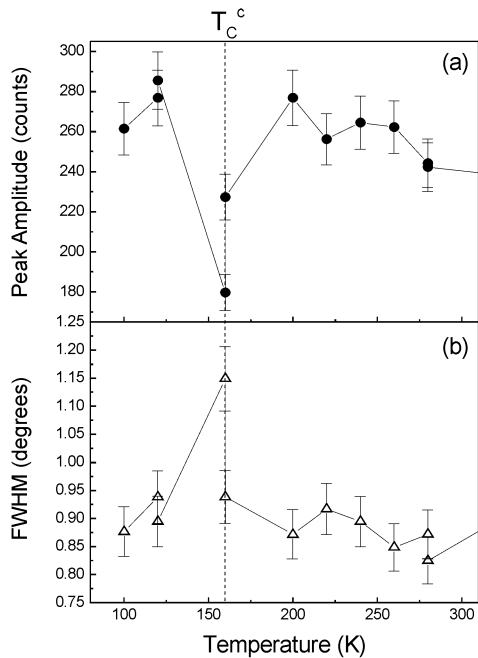 T_C^c
300
280
260
240
220
200
180
Peak Amplitude (counts)
(a)
1.25
1.20
1.15
1.10
1.05
1.00
0.95
0.90
0.85
0.80
0.75
FWHM (degrees)
(b)
100 150 200 250 300
Temperature (K)